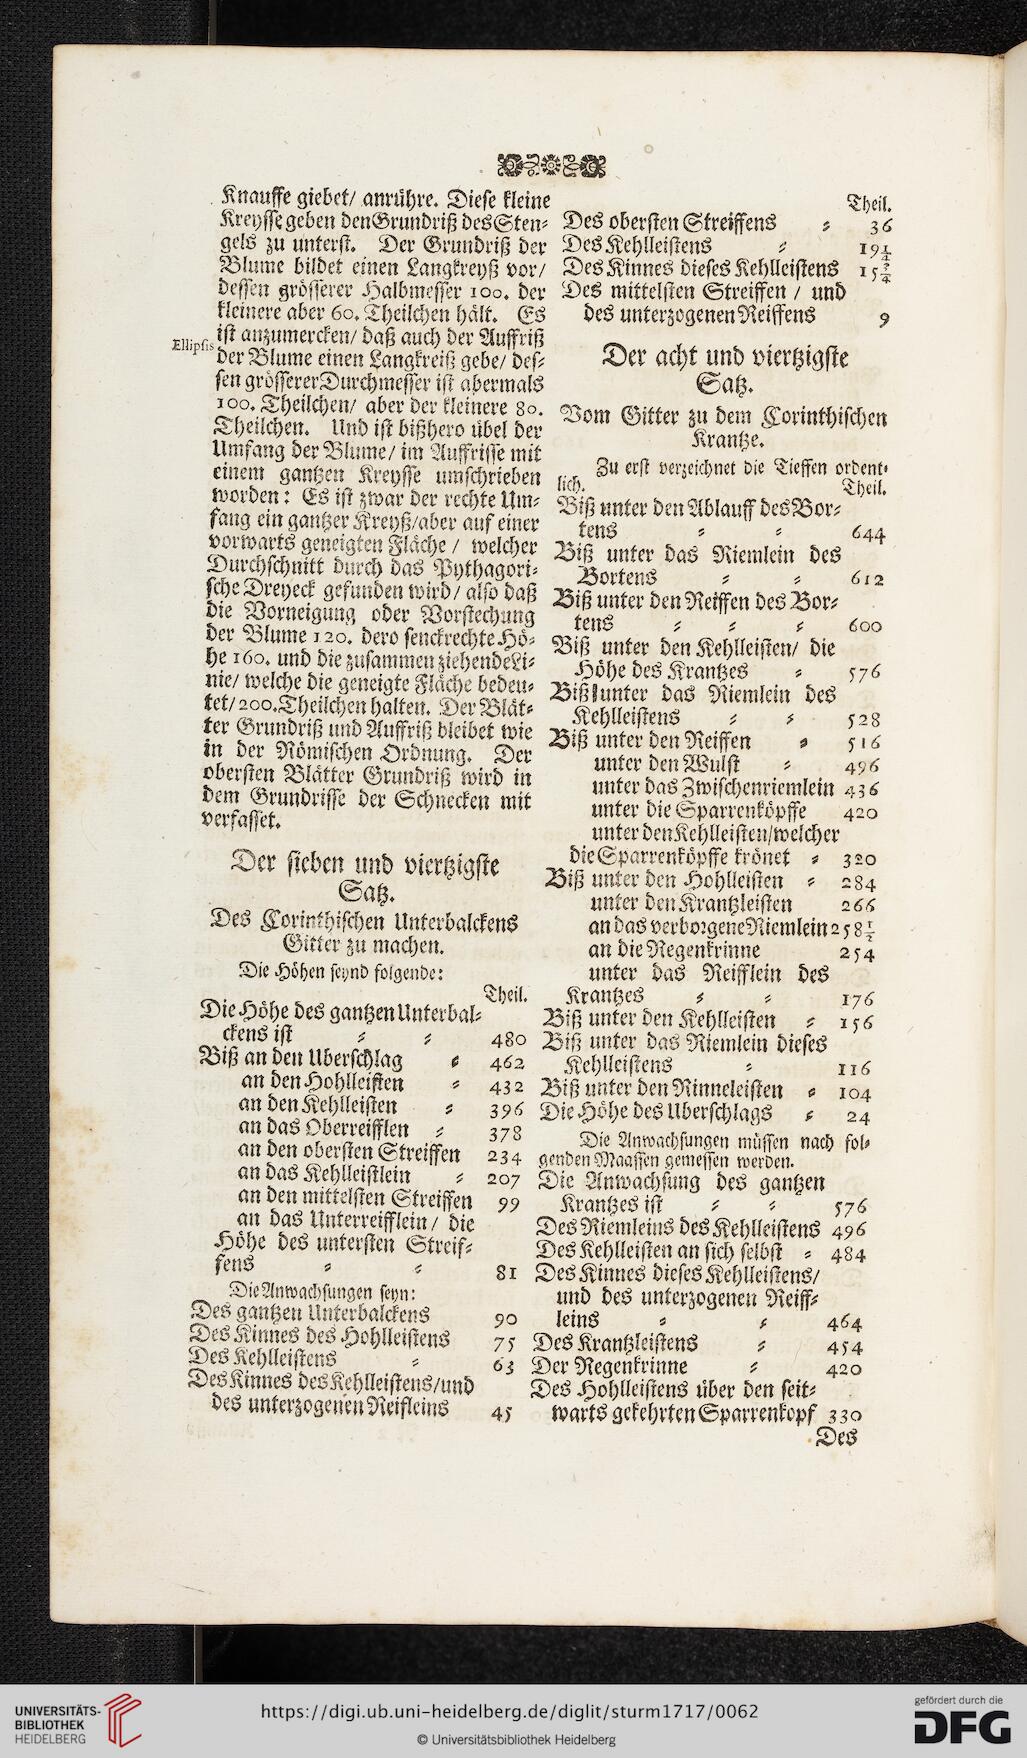 Knauffe giebet/ anrühre. Diese kleine
Kreysse geben den Grundriß des Sten-
gels zu unterst. Der Grundriß der
Blume bildet einen Langkreyß vor/
dessen grösserer Halbmesser 100. der
kleinere aber 60. Theilchen hält. Es
ist anzumercken/ daß auch der Auffriß
Ellipsis
der Blume einen Langkreiß gebe/ des-
sen grösserer Durchmesser ist abermals
100. Theilchen/ aber der kleinere 80.
Theilchen. Und ist bißhero übel der
Umfang der Blume/ im Auffrisse mit
einem gantzen Kreysse umschrieben
worden: Es ist zwar der rechte Um-
fang ein gantzer Kreyß/aber auf einer
vorwarts geneigten Fläche / welcher
Durchschnitt durch das Pythagori-
sche Dreyeck gefunden wird/ also daß
die Vorneigung oder Vorstechung
der Blume 120. dero senckrechte Hö-
he 160. und die zusammen ziehende Li-
nie/ welche die geneigte Fläche bedeu-
tet/ 200. Theilchen halten. Der Blät-
ter Grundriß und Auffriß bleibet wie
in der Römischen Ordnung. Der
obersten Blätter Grundriß wird in
dem Grundrisse der Schnecken mit
verfasset.
Der sieben und viertzigste
Satz.
Des Corinthischen Unterbalckens
Gitter zu machen.
Die Höhen seynd folgende:
Theil.
Die Höhe des gantzen Unterbal-
ckens ist - - 480
Biß an den Uberschlag - 462
an den Hohlleisten - 432
an den Kehlleisten - 396
an das Oberreifflen - 378
an den obersten Streiffen 234
an das Kehlleistlein - 207
an den mittelsten Streiffen 99
an das Unterreifflein/ die
Höhe des untersten Streif-
fens - - 81
Die Anwachsungen seyn:
Des gantzen Unterbalckens 90
Des Kinnes des Hohlleistens 75
Des Kehlleistens - 63
Des Kinnes des Kehlleistens/und
des unterzogenen Reifleins 45
Theil.
Des obersten Streiffens - 36
Des Kehlleistens - 19 1/4
Des Kinnes dieses Kehlleistens 15 3/4
Des mittelsten Streiffen / und
des unterzogenen Reiffens 9
Der acht und viertzigste
Satz.
Vom Gitter zu dem Corinthischen
Krantze.
Zu erst verzeichnet die Tieffen ordent-
lich. Theil.
Biß unter den Ablauff des Bor-
tens - - 644
Biß unter das Riemlein des
Bortens - - 612
Biß unter den Reiffen des Bor-
tens - - - 600
Biß unter den Kehlleisten/ die
Höhe des Krantzes - 576
Biß unter das Riemlein des
Kehlleistens - - 528
Biß unter den Reiffen - 516
unter den Wulst - 496
unter das Zwischenriemlein 436
unter die Sparrenköpffe 420
unter den Kehlleisten/welcher
die Sparrenköpffe krönet - 320
Biß unter den Hohlleisten - 284
unter den Krantzleisten 266
an das verborgene Riemlein 258 1/2
an die Regenkrinne 254
unter das Reifflein des
Krantzes - - 176
Biß unter den Kehlleisten - 156
Biß unter das Riemlein dieses
Kehlleistens - 116
Biß unter den Rinneleisten - 104
Die Höhe des Uberschlags - 24
Die Anwachsungen müssen nach fol-
genden Maassen gemessen werden.
Die Anwachsung des gantzen
Krantzes ist - - 576
Des Riemleins des Kehlleistens 496
Des Kehlleisten an sich selbst - 484
Des Kinnes dieses Kehlleistens/
und des unterzogenen Reiff-
leins - - 464
Des Krantzleistens - 454
Der Regenkrinne - 420
Des Hohlleistens über den seit-
warts gekehrten Sparrenkopf 330
Des
UNIVERSITÄTS-
BIBLIOTHEK
HEIDELBERG
https://digi.ub.uni-heidelberg.de/diglit/sturm1717/0062
© Universitätsbibliothek Heidelberg
gefördert durch die
DFG